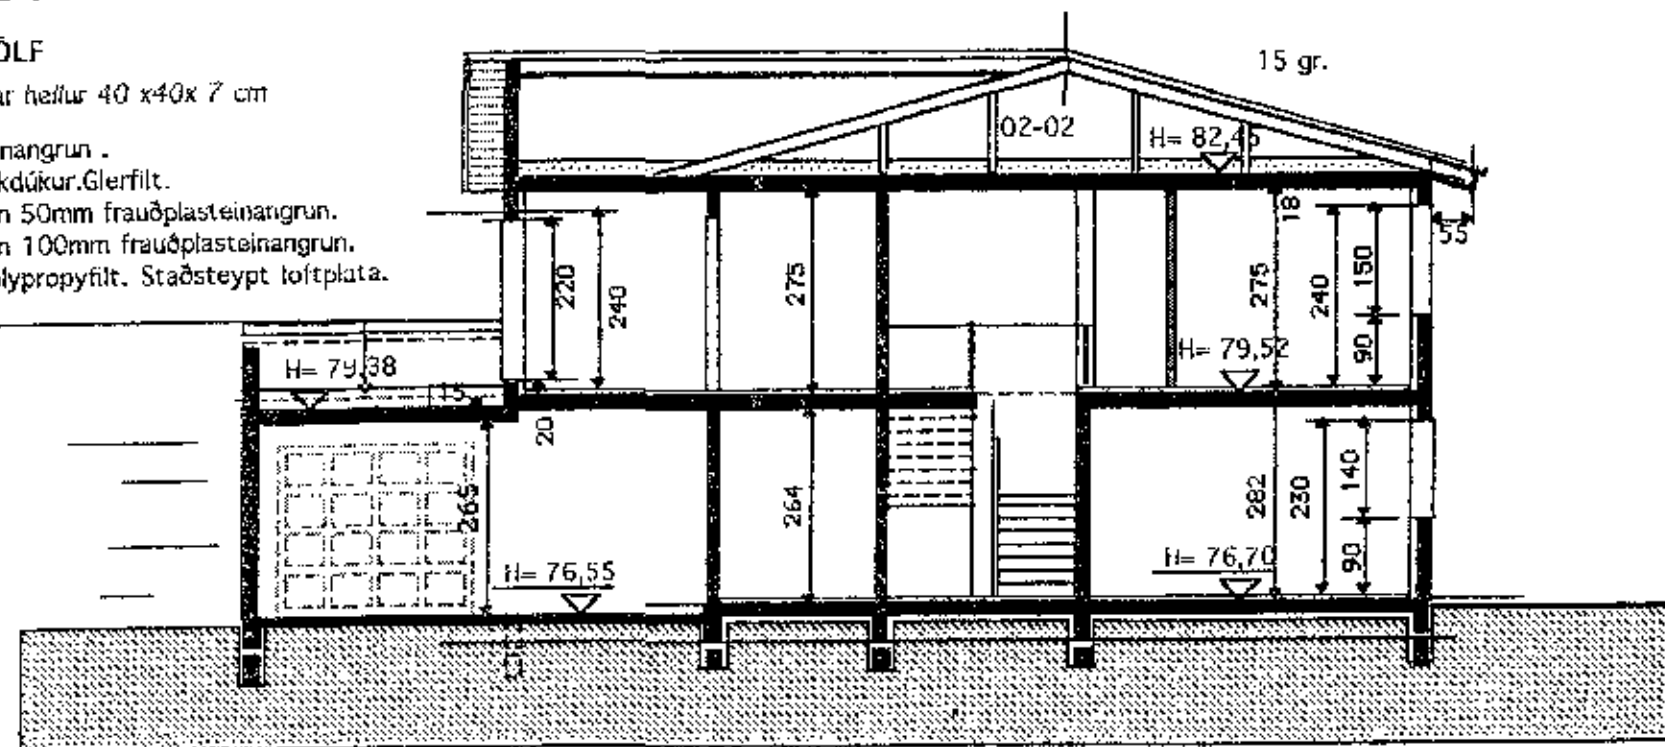 ÓLF
ar hellur 40 x40x 7 cm
nangrun .
kdúkur.Glerfilt.
n 50mm frauðplasteinangrun.
n 100mm frauðplasteinangrun.
lypropyfilt. Staðsteypt loftplata.
15 gr.
02-02
H= 82,45
18
55
220
240
275
275
240
150
90
H= 79,38
15
H= 79,52
20
265
264
282
230
140
90
H= 76,55
H= 76,70